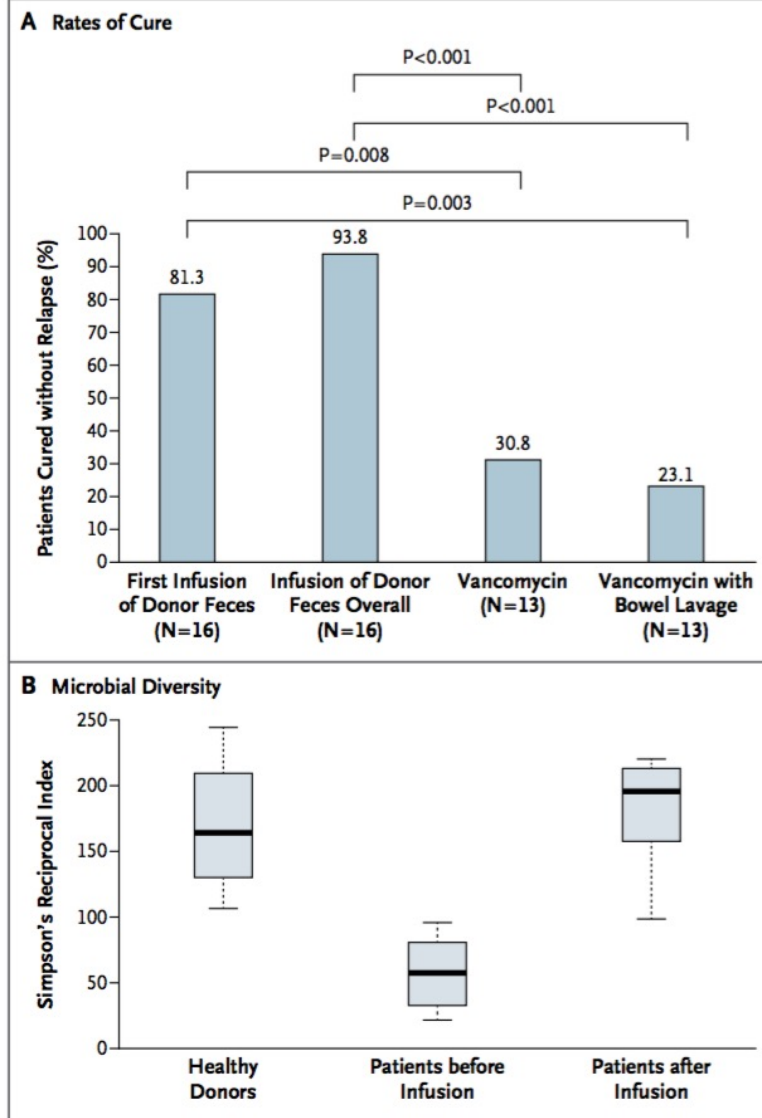 A Rates of Cure
P<0.001
P<0.001
P=0.008
P=0.003
Patients Cured without Relapse (%)
100
90
80
70
60
50
40
30
20
10
0
81.3
93.8
30.8
23.1
First Infusion
of Donor Feces
(N=16)
Infusion of Donor
Feces Overall
(N=16)
Vancomycin
(N=13)
Vancomycin with
Bowel Lavage
(N=13)
B Microbial Diversity
Simpson's Reciprocal Index
250
200
150
100
50
0
Healthy
Donors
Patients before
Infusion
Patients after
Infusion